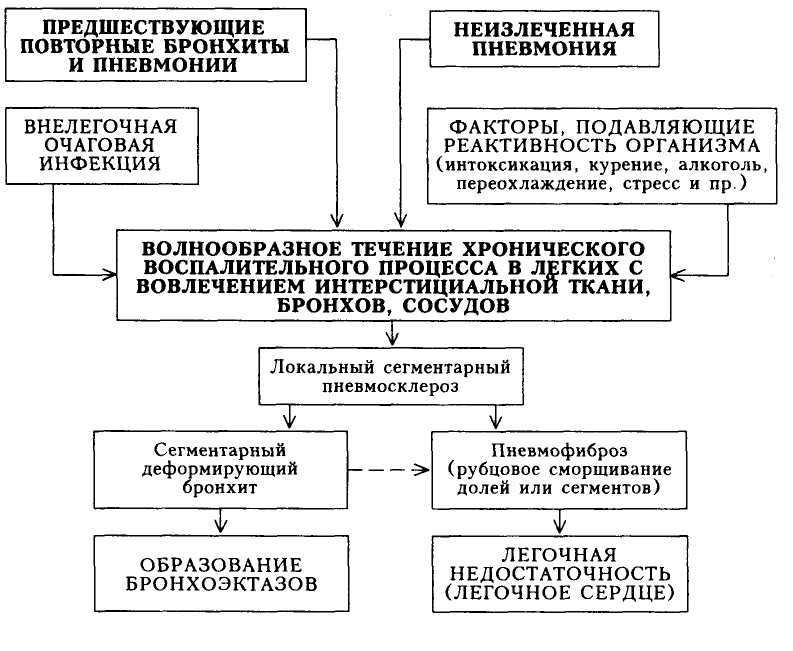 ПРЕДШЕСТВУЮЩИЕ
ПОВТОРНЫЕ БРОНХИТЫ
И ПНЕВМОНИИ
НЕИЗЛЕЧЕННАЯ
ПНЕВМОНИЯ
ВНЕЛЕГОЧНАЯ
ОЧАГОВАЯ
ИНФЕКЦИЯ
ФАКТОРЫ, ПОДАВЛЯЮЩИЕ
РЕАКТИВНОСТЬ ОРГАНИЗМА
(интоксикация, курение, алкоголь,
переохлаждение, стресс и пр.)
ВОЛНООБРАЗНОЕ ТЕЧЕНИЕ ХРОНИЧЕСКОГО
ВОСПАЛИТЕЛЬНОГО ПРОЦЕССА В ЛЕГКИХ С
ВОВЛЕЧЕНИЕМ ИНТЕРСТИЦИАЛЬНОЙ ТКАНИ,
БРОНХОВ, СОСУДОВ
Локальный сегментарный
пневмосклероз
Сегментарный
деформирующий
бронхит
Пневмофиброз
(рубцовое сморщивание
долей или сегментов)
ОБРАЗОВАНИЕ
БРОНХОЭКТАЗОВ
ЛЕГОЧНАЯ
НЕДОСТАТОЧНОСТЬ
(ЛЕГОЧНОЕ СЕРДЦЕ)